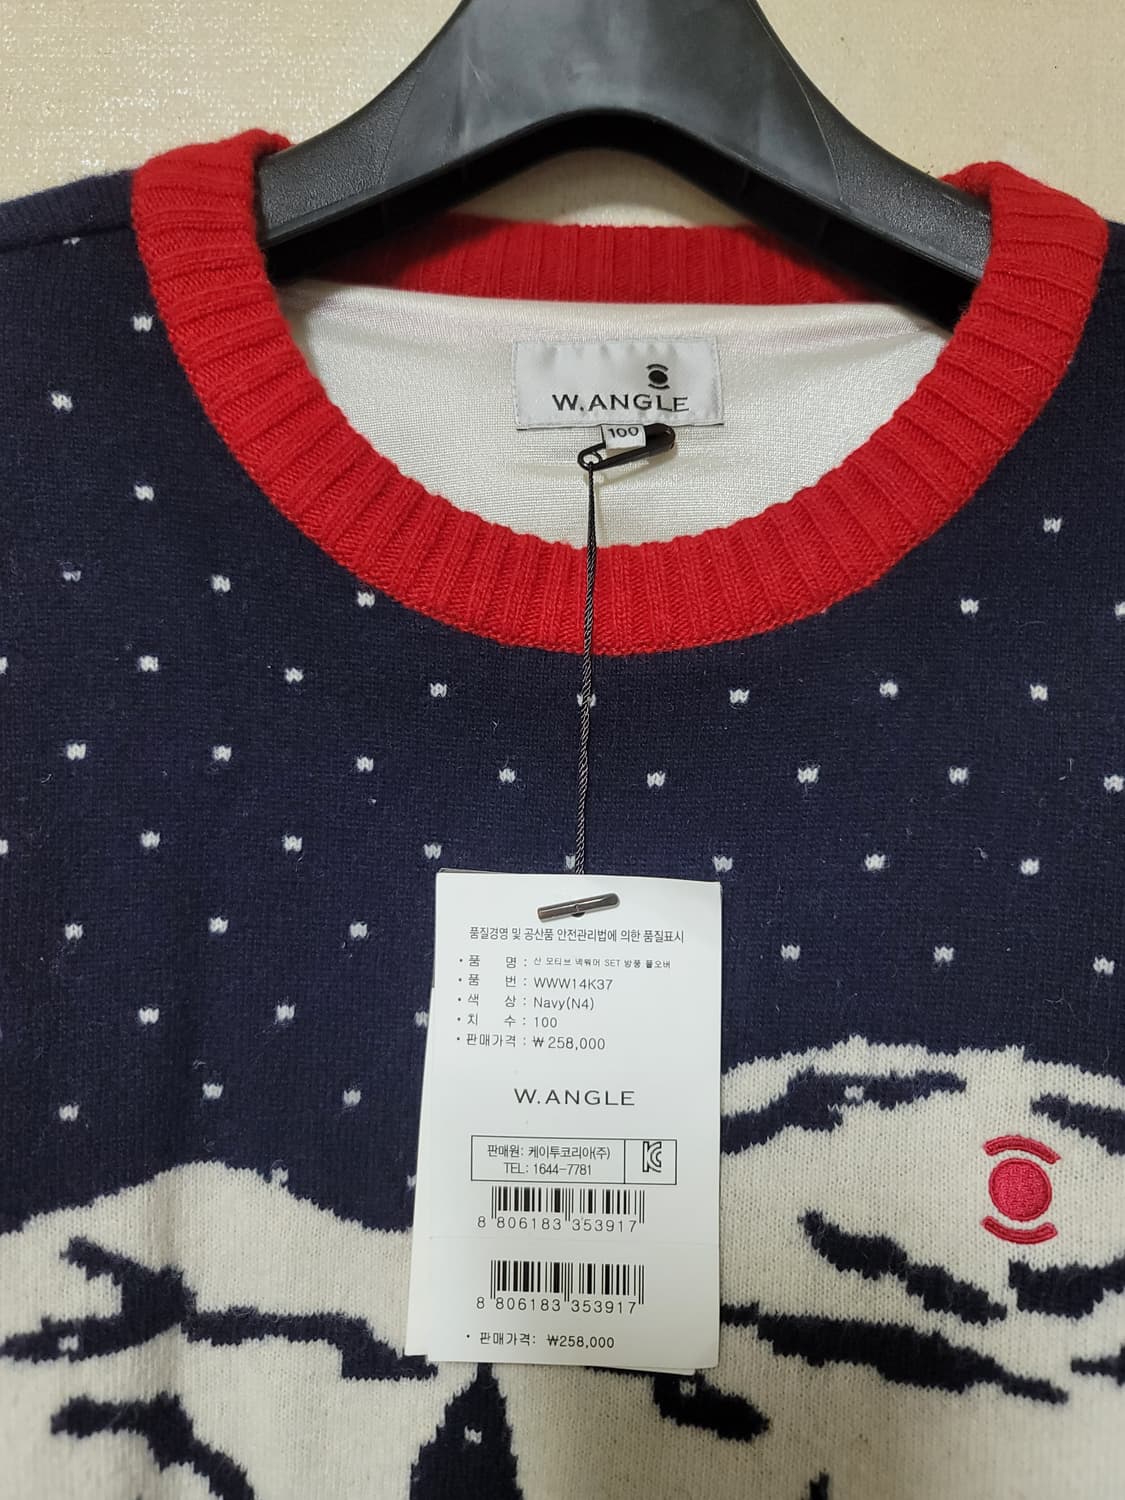 W.ANGLE
100
품질경영 및 공산품 안전관리법에 의한 품질표시
• 품 명 : 산 모티브 넥워머 SET 방풍 풀오버
• 품 번 : WWW14K37
• 색 상 : Navy(N4)
• 치 수 : 100
• 판매가격 : ₩ 258,000
W.ANGLE
판매원: 케이투코리아(주)
TEL: 1644-7781
8 806183 353917
8 806183 353917
• 판매가격: ₩258,000